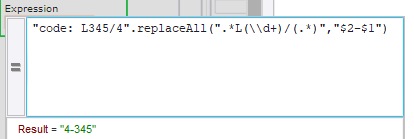 Expression
"code: L345/4".replaceAll(".*L(\\d+)/(.*)","$2-$1")
Result = "4-345"